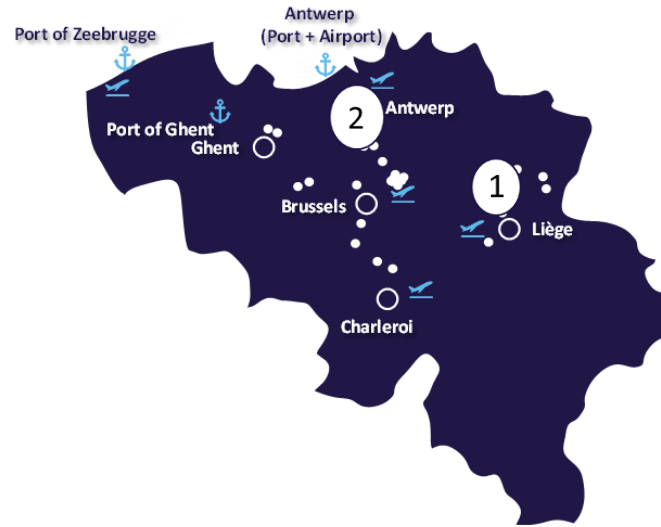 Antwerp
(Port + Airport)
Port of Zeebrugge
2
Antwerp
Port of Ghent
Ghent
1
Brussels
Liège
Charleroi